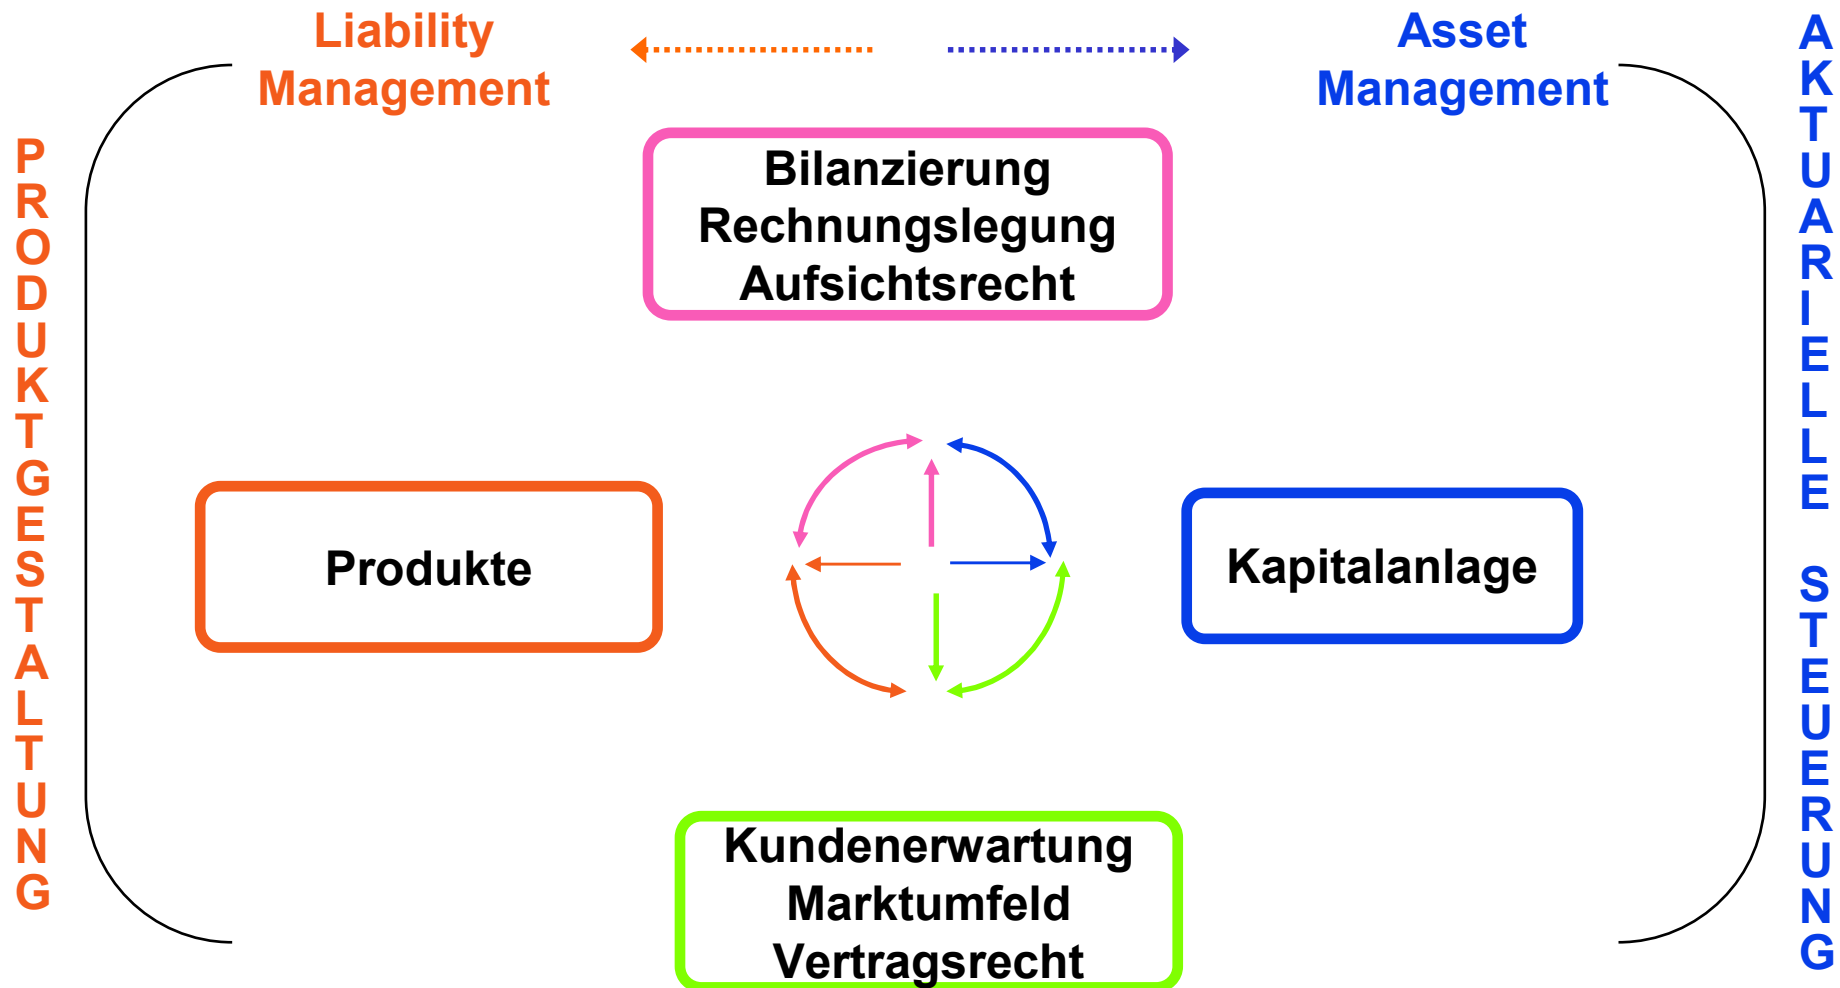 Liability
Management
Asset
Management
PRODUKTGESTALTUNG
Bilanzierung
Rechnungslegung
Aufsichtsrecht
Produkte
Kapitalanlage
Kundenerwartung
Marktumfeld
Vertragsrecht
AKTUARIELLE STEUERUNG